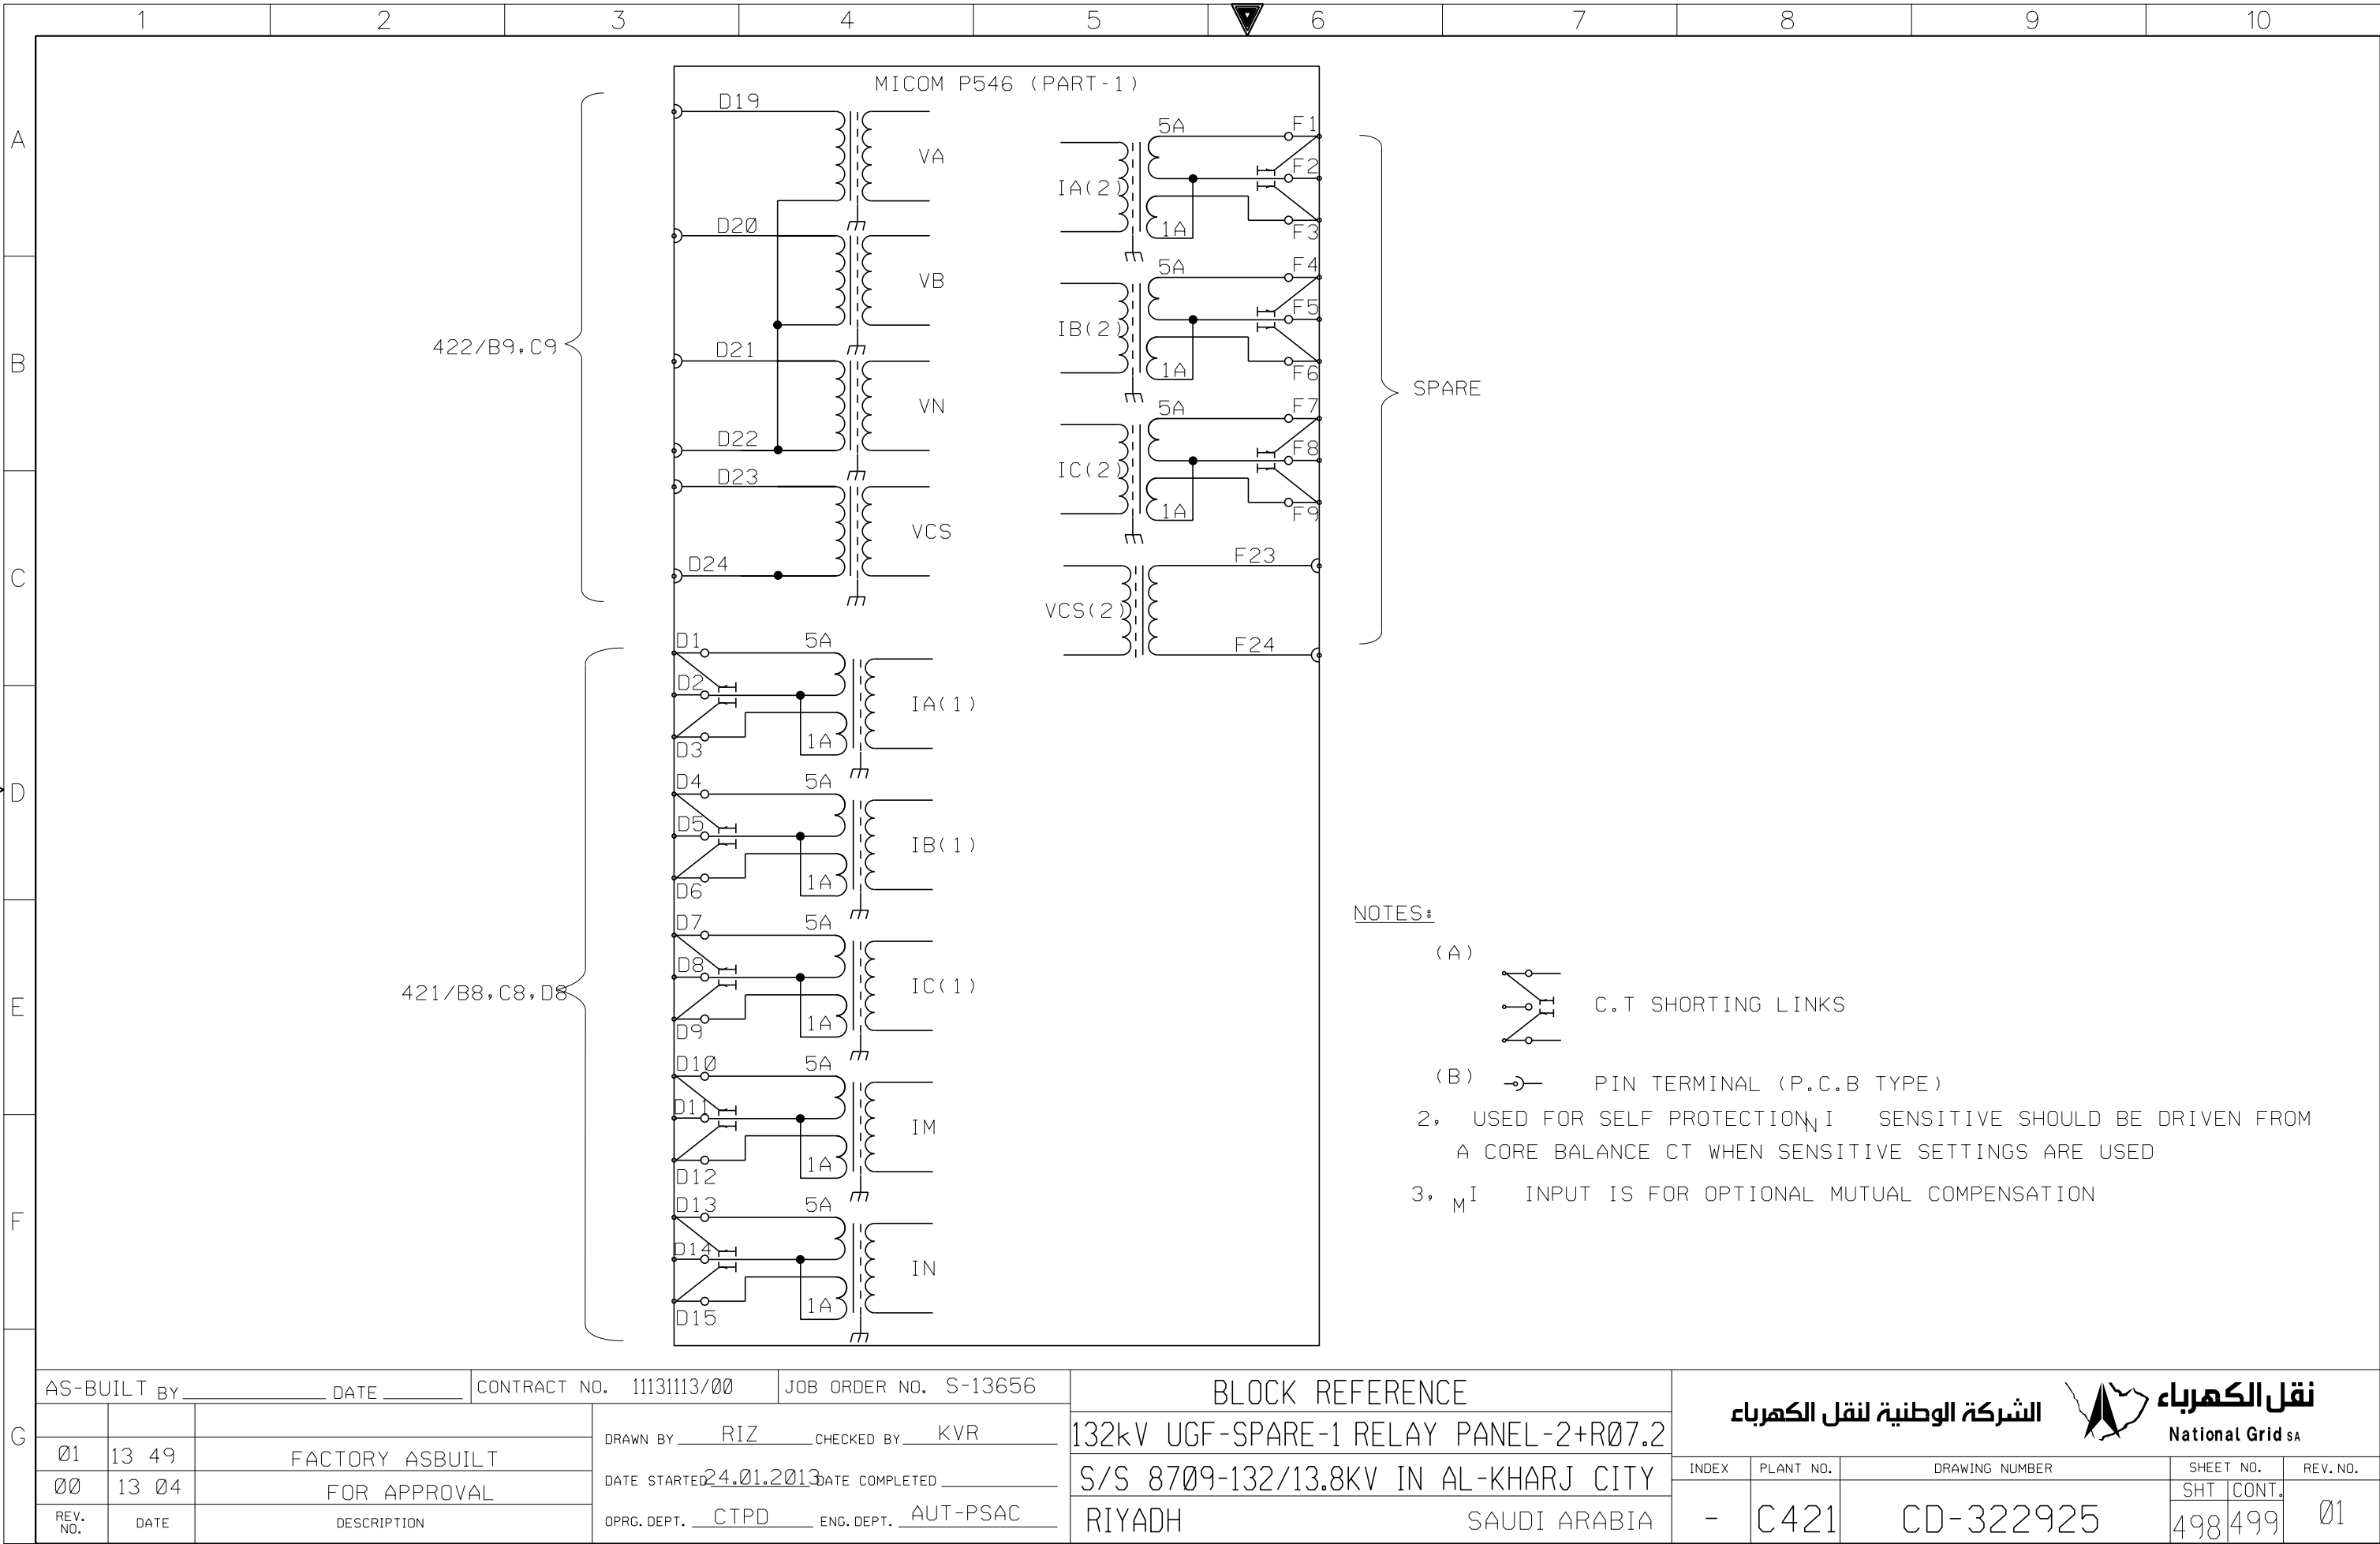 1 2 3 4 5 6 7 8 9 10
A
B
C
D
E
F
G
MICOM P546 (PART-1)
D19
VA
D20
VB
422/B9,C9
D21
VN
D22
D23
VCS
D24
5A F1
IA(2) F2
1A F3
5A F4
IB(2) F5
1A F6
SPARE
5A F7
IC(2) F8
1A F9
F23
VCS(2)
F24
D1 5A
D2 IA(1)
D3 1A
D4 5A
D5 IB(1)
D6 1A
D7 5A
D8 IC(1)
421/B8,C8,D8
D9 1A
D10 5A
D11 IM
D12 1A
D13 5A
D14 IN
D15 1A
NOTES:
(A)
C.T SHORTING LINKS
(B) PIN TERMINAL (P.C.B TYPE)
2, USED FOR SELF PROTECTION N I SENSITIVE SHOULD BE DRIVEN FROM
A CORE BALANCE CT WHEN SENSITIVE SETTINGS ARE USED
3, M I INPUT IS FOR OPTIONAL MUTUAL COMPENSATION
AS-BUILT BY DATE CONTRACT NO. 11131113/00 JOB ORDER NO. S-13656
01 13 49 FACTORY ASBUILT
00 13 04 FOR APPROVAL
REV. NO. DATE DESCRIPTION
DRAWN BY RIZ CHECKED BY KVR
DATE STARTED 24.01.2013 DATE COMPLETED
OPRG. DEPT. CTPD ENG. DEPT. AUT-PSAC
BLOCK REFERENCE
132kV UGF-SPARE-1 RELAY PANEL-2+RØ7.2
S/S 8709-132/13.8KV IN AL-KHARJ CITY
RIYADH SAUDI ARABIA
الشركة الوطنية لنقل الكهرباء
نقل الكهرباء
National Grid SA
INDEX PLANT NO. DRAWING NUMBER SHEET NO. REV. NO.
SHT CONT.
- C421 CD-322925 498 499 Ø1